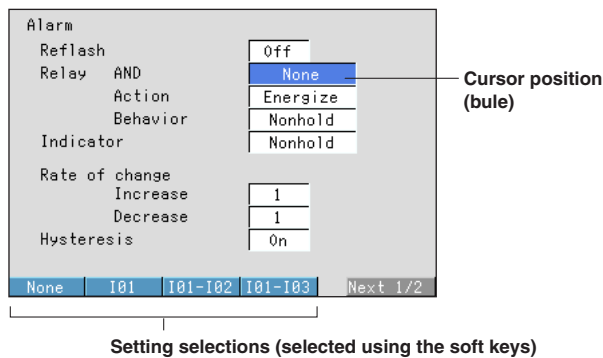 Alarm
Reflash Off
Relay AND None
Action Energize
Behavior Nonhold
Indicator Nonhold
Rate of change
Increase 1
Decrease 1
Hysteresis On
None I01 I01-I02 I01-I03 Next 1/2
Cursor position
(bule)
Setting selections (selected using the soft keys)